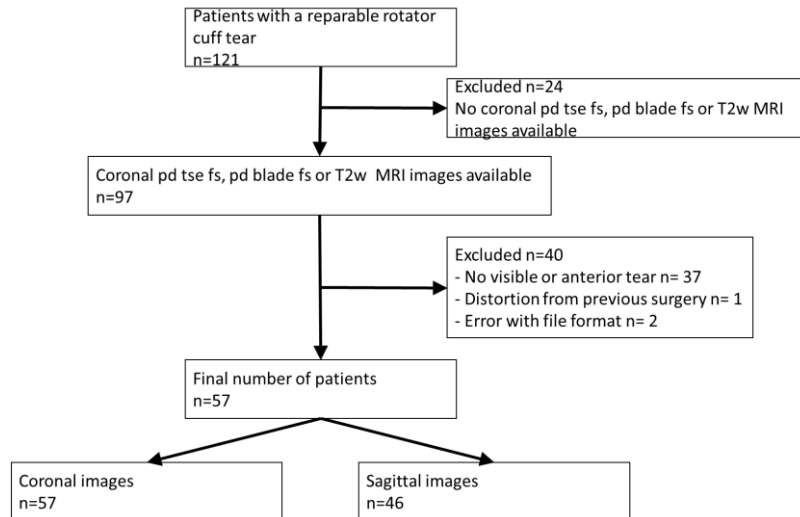 Patients with a reparable rotator
cuff tear
n=121
Excluded n=24
No coronal pd tse fs, pd blade fs or T2w MRI
images available
Coronal pd tse fs, pd blade fs or T2w  MRI images available
n=97
Excluded n=40
- No visible or anterior tear n= 37
- Distortion from previous surgery n= 1
- Error with file format n= 2
Final number of patients
n=57
Coronal images
n=57
Sagittal images
n=46